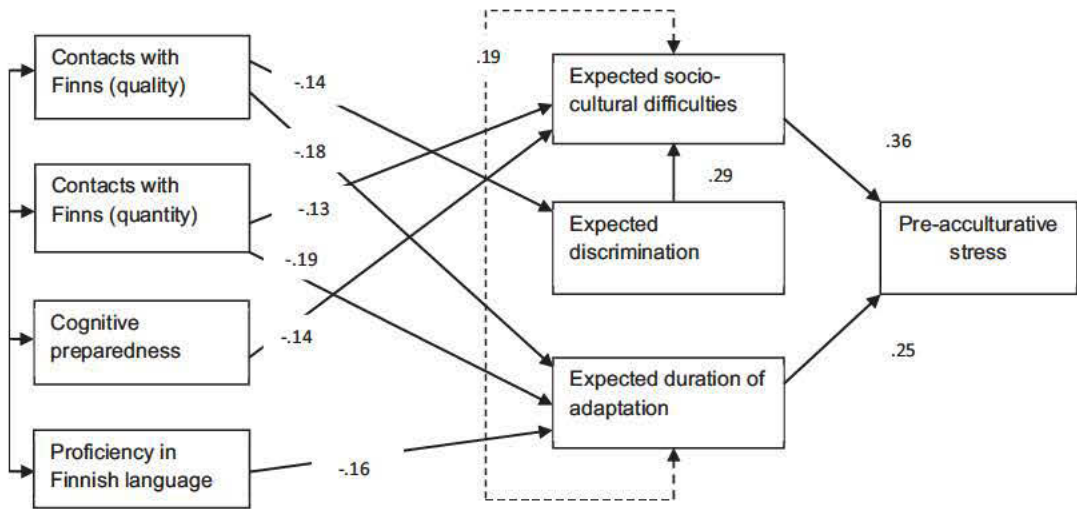 Contacts with
Finns (quality)
Contacts with
Finns (quantity)
Cognitive
preparedness
Proficiency in
Finnish language
-.14
-.18
-.13
-.19
-.14
-.16
.19
Expected socio-
cultural difficulties
.29
Expected
discrimination
Expected duration of
adaptation
.36
.25
Pre-acculturative
stress